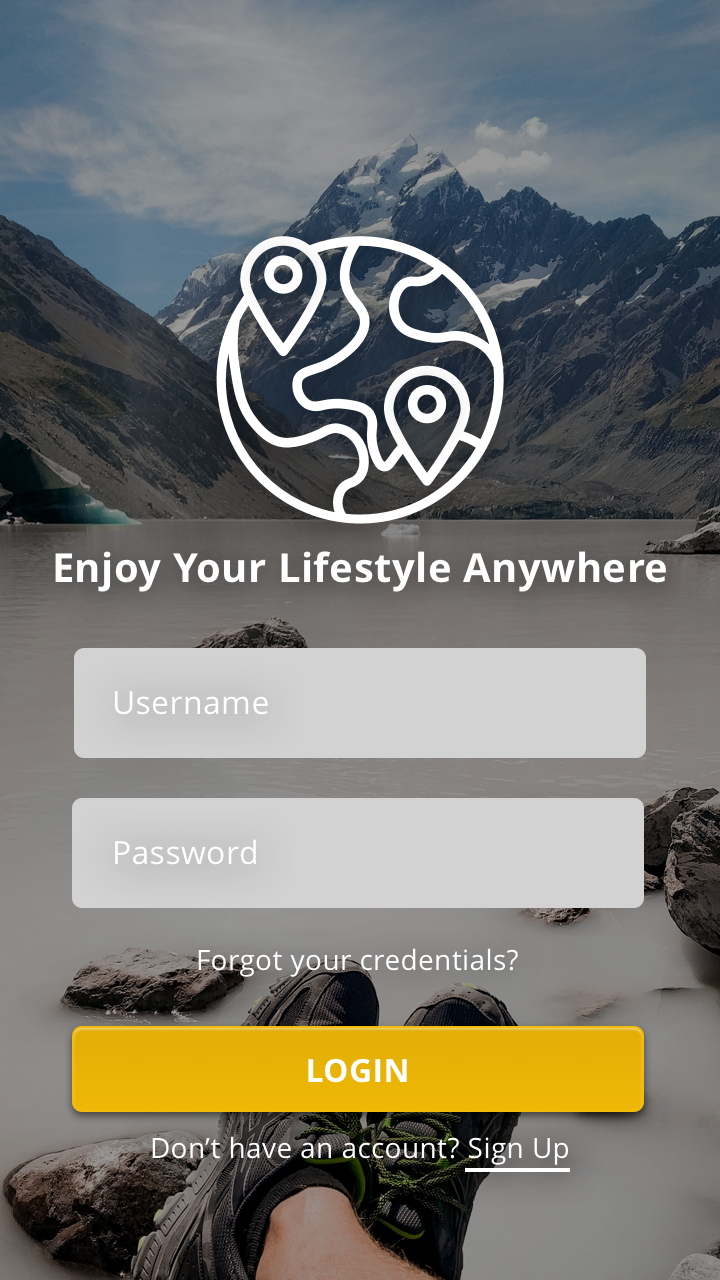 Enjoy Your Lifestyle Anywhere
Username
Password
Forgot your credentials?
LOGIN
Don’t have an account? Sign Up